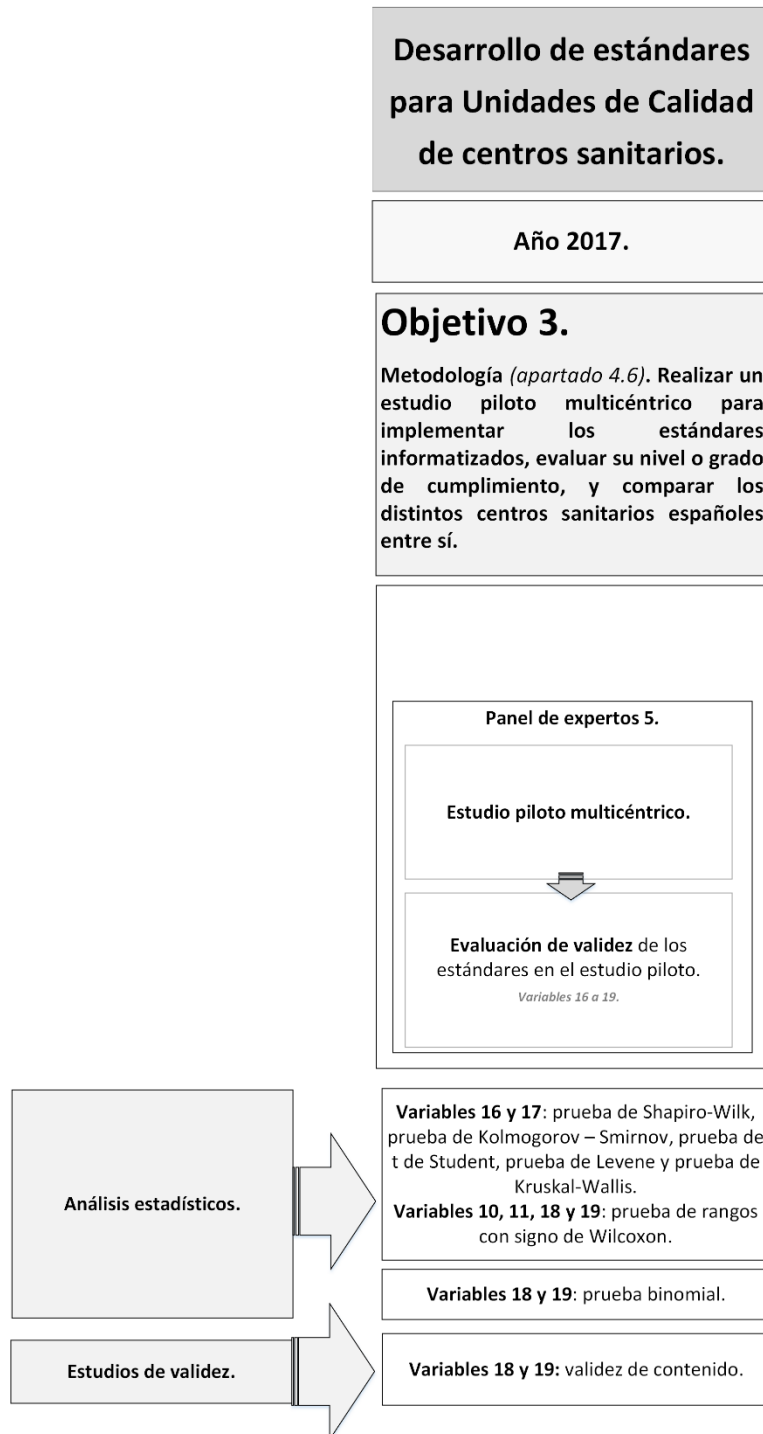 Desarrollo de estándares
para Unidades de Calidad
de centros sanitarios.
Año 2017.
Objetivo 3.
Metodología (apartado 4.6). Realizar un
estudio piloto multicéntrico para
implementar los estándares
informatizados, evaluar su nivel o grado
de cumplimiento, y comparar los
distintos centros sanitarios españoles
entre sí.
Panel de expertos 5.
Estudio piloto multicéntrico.
Evaluación de validez de los
estándares en el estudio piloto.
Variables 16 a 19.
Análisis estadísticos.
Variables 16 y 17: prueba de Shapiro-Wilk,
prueba de Kolmogorov – Smirnov, prueba de
t de Student, prueba de Levene y prueba de
Kruskal-Wallis.
Variables 10, 11, 18 y 19: prueba de rangos
con signo de Wilcoxon.
Variables 18 y 19: prueba binomial.
Estudios de validez.
Variables 18 y 19: validez de contenido.